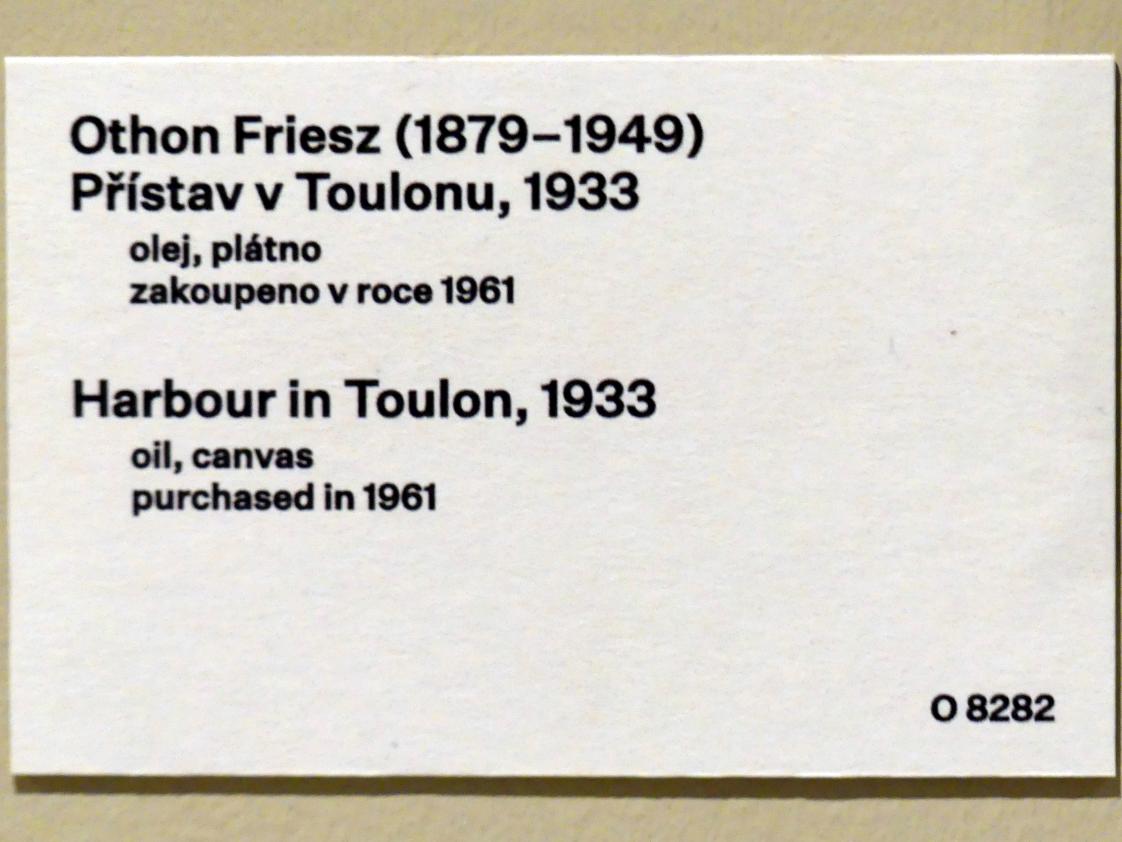 Othon Friesz (1879–1949)
Přístav v Toulonu, 1933
olej, plátno
zakoupeno v roce 1961
Harbour in Toulon, 1933
oil, canvas
purchased in 1961
O 8282